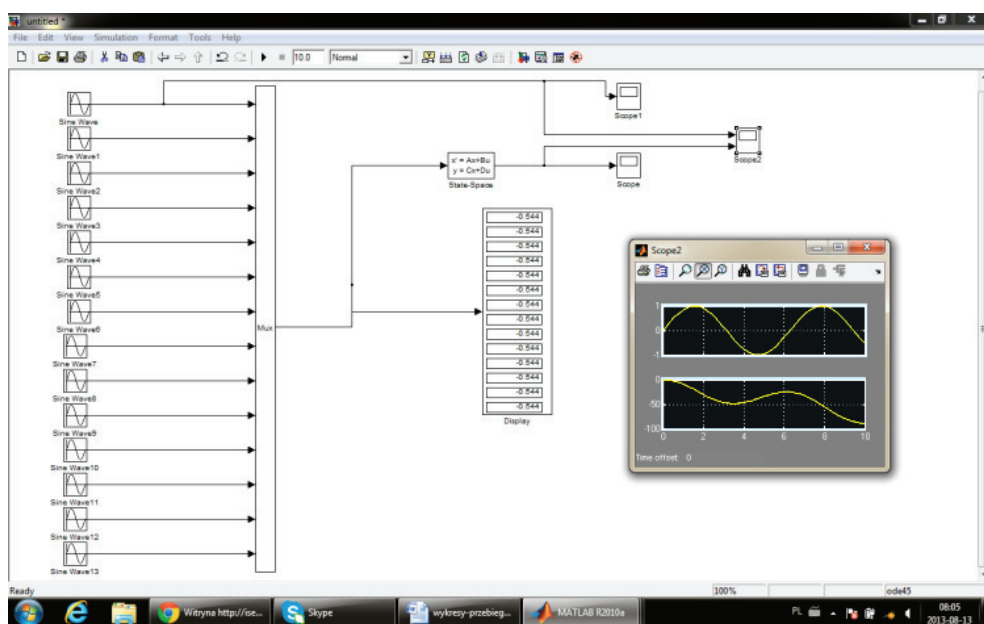 untitled *
File Edit View Simulation Format Tools Help
10.0 Normal
Sine Wave
Sine Wave1
Sine Wave2
Sine Wave3
Sine Wave4
Sine Wave5
Sine Wave6
Sine Wave7
Sine Wave8
Sine Wave9
Sine Wave10
Sine Wave11
Sine Wave12
Sine Wave13
Mux
x' = Ax+Bu
y = Cx+Du
State-Space
Scope1
Scope
Scope2
-0.544
-0.544
-0.544
-0.544
-0.544
-0.544
-0.544
-0.544
-0.544
-0.544
-0.544
-0.544
-0.544
-0.544
Display
Scope2
1
0
-1
0
-50
-100
0 2 4 6 8 10
Time offset: 0
Ready 100% ode45
Witryna http://ise... Skype wykresy-przebieg... MATLAB R2010a PL 08:05
2013-08-13